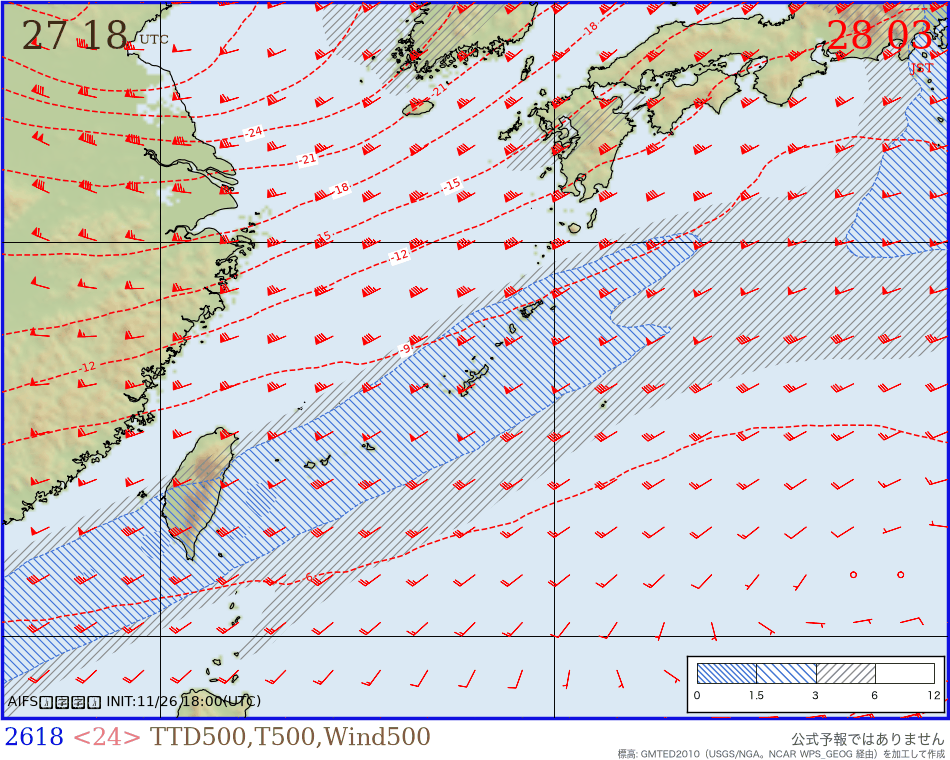 27 18 UTC
28 03 JST
-18
-21
-24
-21
-18
-15
-15
-12
-9
-12
-6
AIFS INIT:11/26 18:00(UTC)
0 1.5 3 6 12
2618 <24> TTD500,T500,Wind500
公式予報ではありません
標高: GMTED2010（USGS/NGA。NCAR WPS_GEOG 経由）を加工して作成